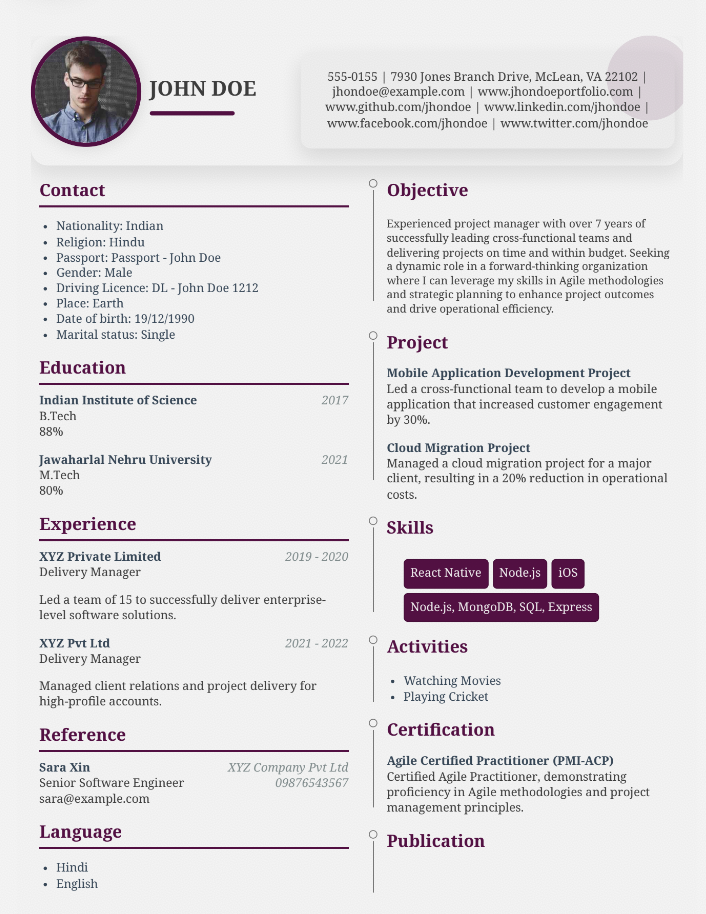 JOHN DOE
555-0155 | 7930 Jones Branch Drive, McLean, VA 22102 |
jhondoe@example.com | www.jhondoeportfolio.com |
www.github.com/jhondoe | www.linkedin.com/jhondoe |
www.facebook.com/jhondoe | www.twitter.com/jhondoe
Contact
• Nationality: Indian
• Religion: Hindu
• Passport: Passport - John Doe
• Gender: Male
• Driving Licence: DL - John Doe 1212
• Place: Earth
• Date of birth: 19/12/1990
• Marital status: Single
Education
Indian Institute of Science 2017
B.Tech
88%
Jawaharlal Nehru University 2021
M.Tech
80%
Experience
XYZ Private Limited 2019 - 2020
Delivery Manager
Led a team of 15 to successfully deliver enterprise-
level software solutions.
XYZ Pvt Ltd 2021 - 2022
Delivery Manager
Managed client relations and project delivery for
high-profile accounts.
Reference
Sara Xin XYZ Company Pvt Ltd
Senior Software Engineer 09876543567
sara@example.com
Language
• Hindi
• English
Objective
Experienced project manager with over 7 years of
successfully leading cross-functional teams and
delivering projects on time and within budget. Seeking
a dynamic role in a forward-thinking organization
where I can leverage my skills in Agile methodologies
and strategic planning to enhance project outcomes
and drive operational efficiency.
Project
Mobile Application Development Project
Led a cross-functional team to develop a mobile
application that increased customer engagement
by 30%.
Cloud Migration Project
Managed a cloud migration project for a major
client, resulting in a 20% reduction in operational
costs.
Skills
React Native Node.js iOS
Node.js, MongoDB, SQL, Express
Activities
• Watching Movies
• Playing Cricket
Certification
Agile Certified Practitioner (PMI-ACP)
Certified Agile Practitioner, demonstrating
proficiency in Agile methodologies and project
management principles.
Publication